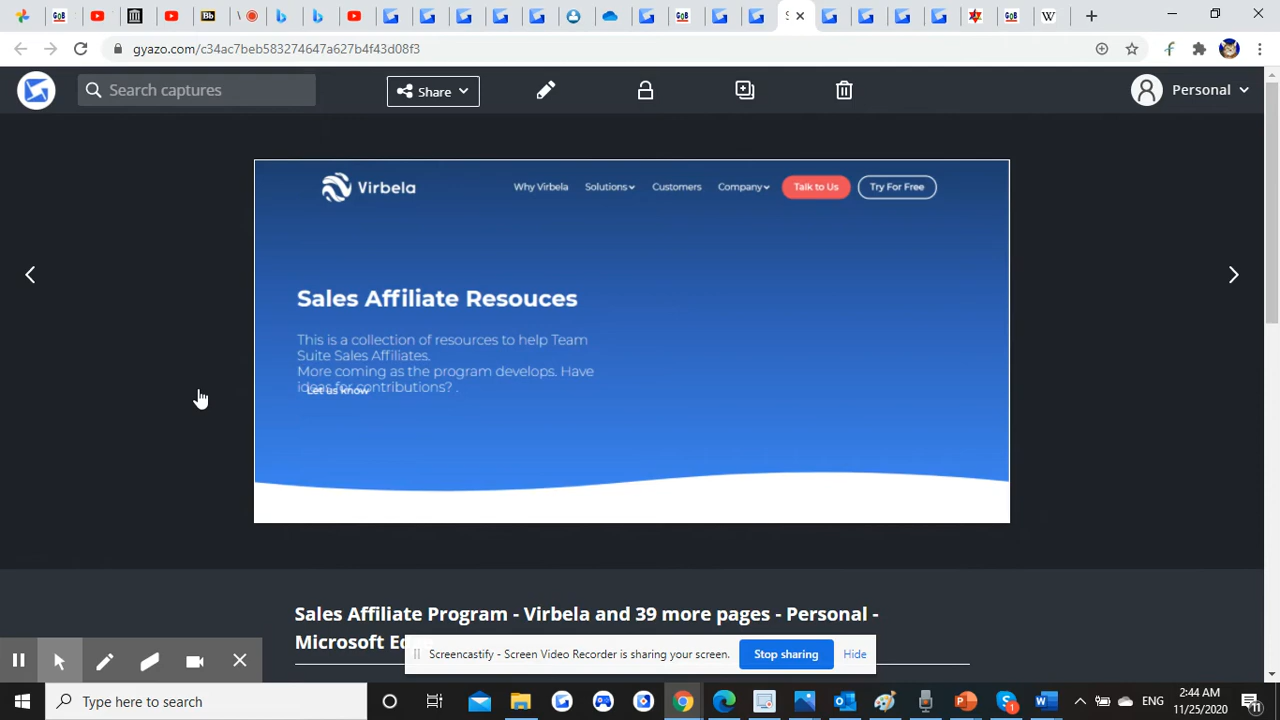 gyazo.com/c34ac7beb583274647a627b4f43d08f3
Search captures
Share
Personal
Virbela
Why Virbela
Solutions
Customers
Company
Talk to Us
Try For Free
Sales Affiliate Resouces
This is a collection of resources to help Team
Suite Sales Affiliates.
More coming as the program develops. Have
ideas for contributions? .
Let us know
Sales Affiliate Program - Virbela and 39 more pages - Personal -
Microsoft
Screencastify - Screen Video Recorder is sharing your screen.
Stop sharing
Hide
Type here to search
ENG
2:44 AM
11/25/2020